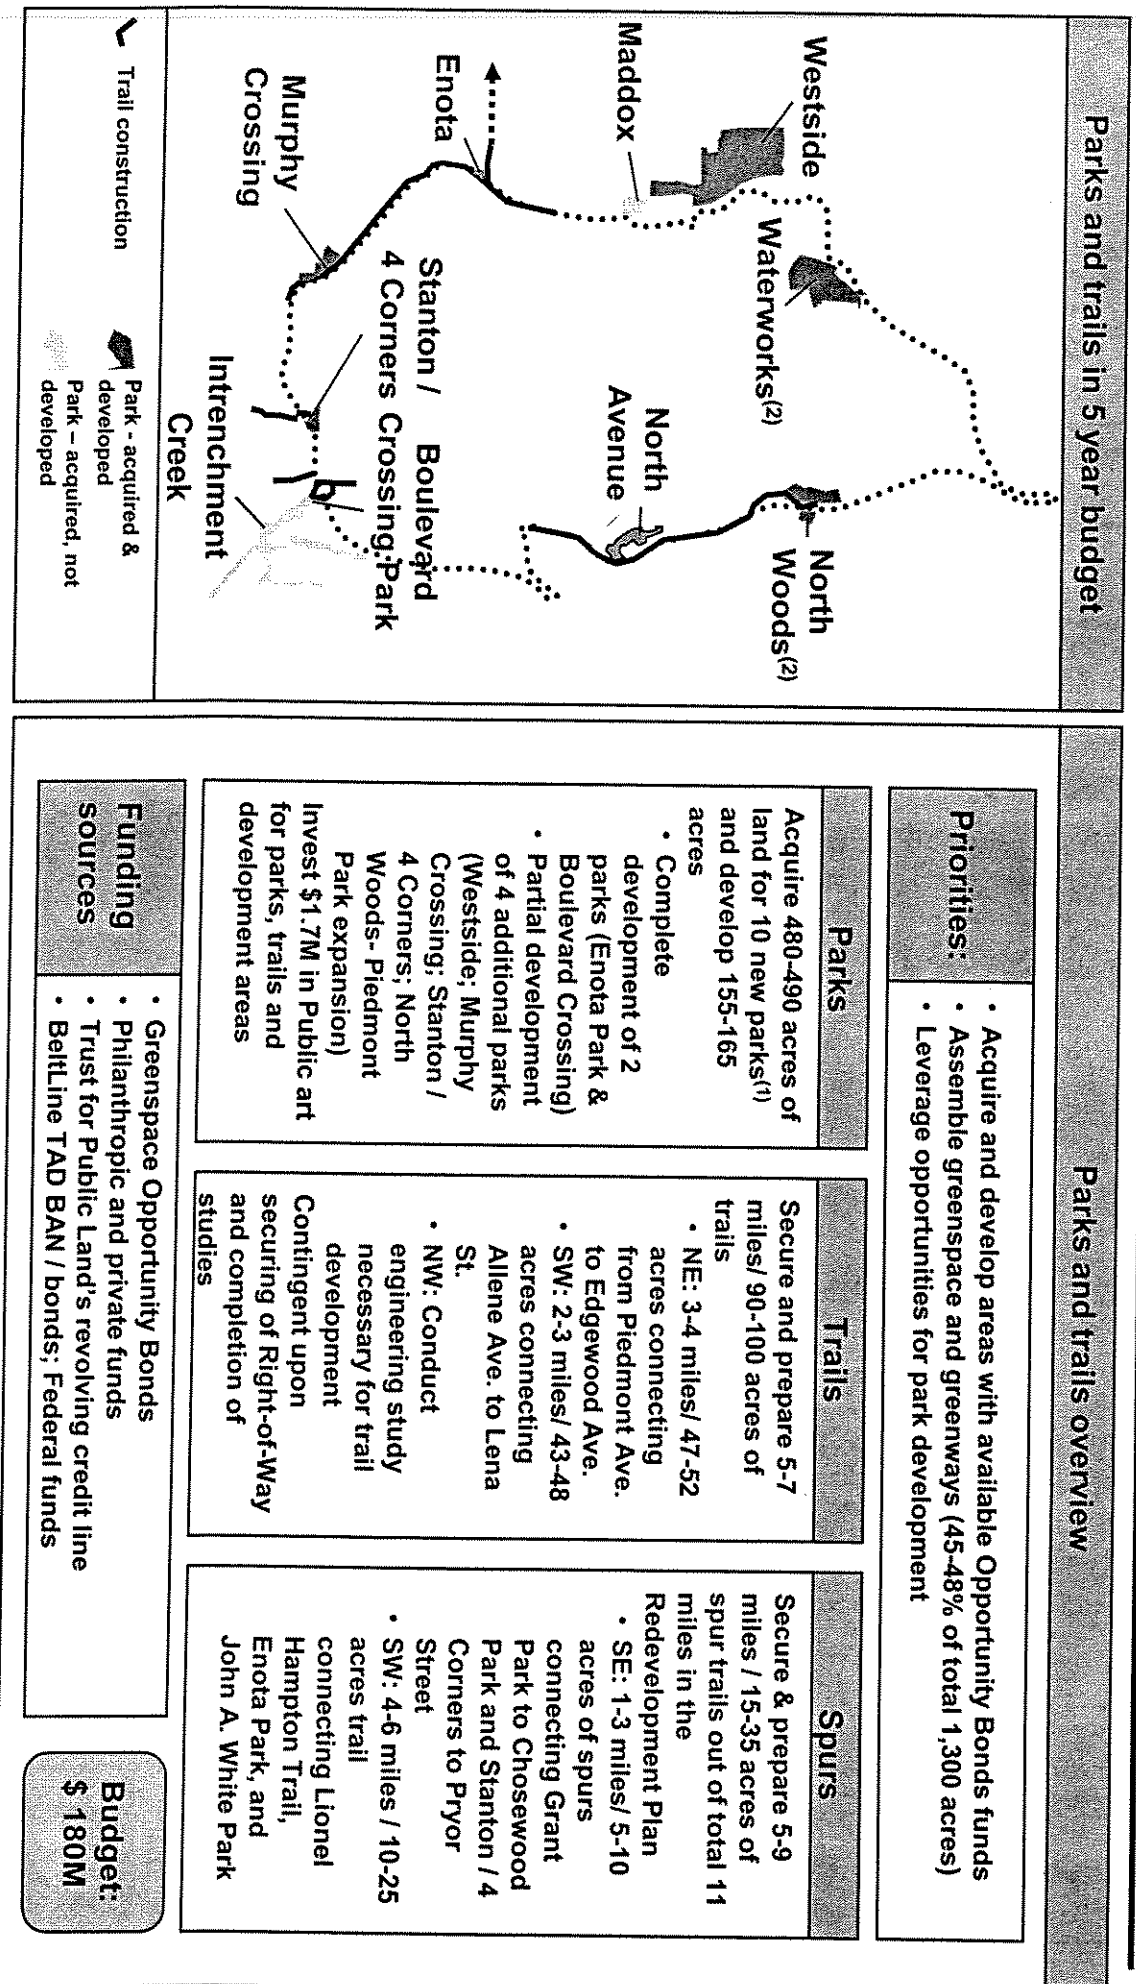 Parks and trails in 5 year budget
Westside
Maddox
Enota
Murphy
Crossing
Waterworks(2)
North
Woods(2)
North
Avenue
Stanton /
4 Corners
Boulevard
Crossing Park
Intrenchment
Creek
Trail construction
Park - acquired &
developed
Park – acquired, not
developed
Parks and trails overview
Priorities:
• Acquire and develop areas with available Opportunity Bonds funds
• Assemble greenspace and greenways (45-48% of total 1,300 acres)
• Leverage opportunities for park development
Parks
Acquire 480-490 acres of
land for 10 new parks(1)
and develop 155-165
acres
• Complete
development of 2
parks (Enota Park &
Boulevard Crossing)
• Partial development
of 4 additional parks
(Westside; Murphy
Crossing; Stanton /
4 Corners; North
Woods- Piedmont
Park expansion)
Invest $1.7M in Public art
for parks, trails and
development areas
Trails
Secure and prepare 5-7
miles/ 90-100 acres of
trails
• NE: 3-4 miles/ 47-52
acres connecting
from Piedmont Ave.
to Edgewood Ave.
• SW: 2-3 miles/ 43-48
acres connecting
Allene Ave. to Lena
St.
• NW: Conduct
engineering study
necessary for trail
development
Contingent upon
securing of Right-of-Way
and completion of
studies
Spurs
Secure & prepare 5-9
miles / 15-35 acres of
spur trails out of total 11
miles in the
Redevelopment Plan
• SE: 1-3 miles/ 5-10
acres of spurs
connecting Grant
Park to Chosewood
Park and Stanton / 4
Corners to Pryor
Street
• SW: 4-6 miles / 10-25
acres trail
connecting Lionel
Hampton Trail,
Enota Park, and
John A. White Park
Funding
sources
• Greenspace Opportunity Bonds
• Philanthropic and private funds
• Trust for Public Land's revolving credit line
• BeltLine TAD BAN / bonds; Federal funds
Budget:
$ 180M